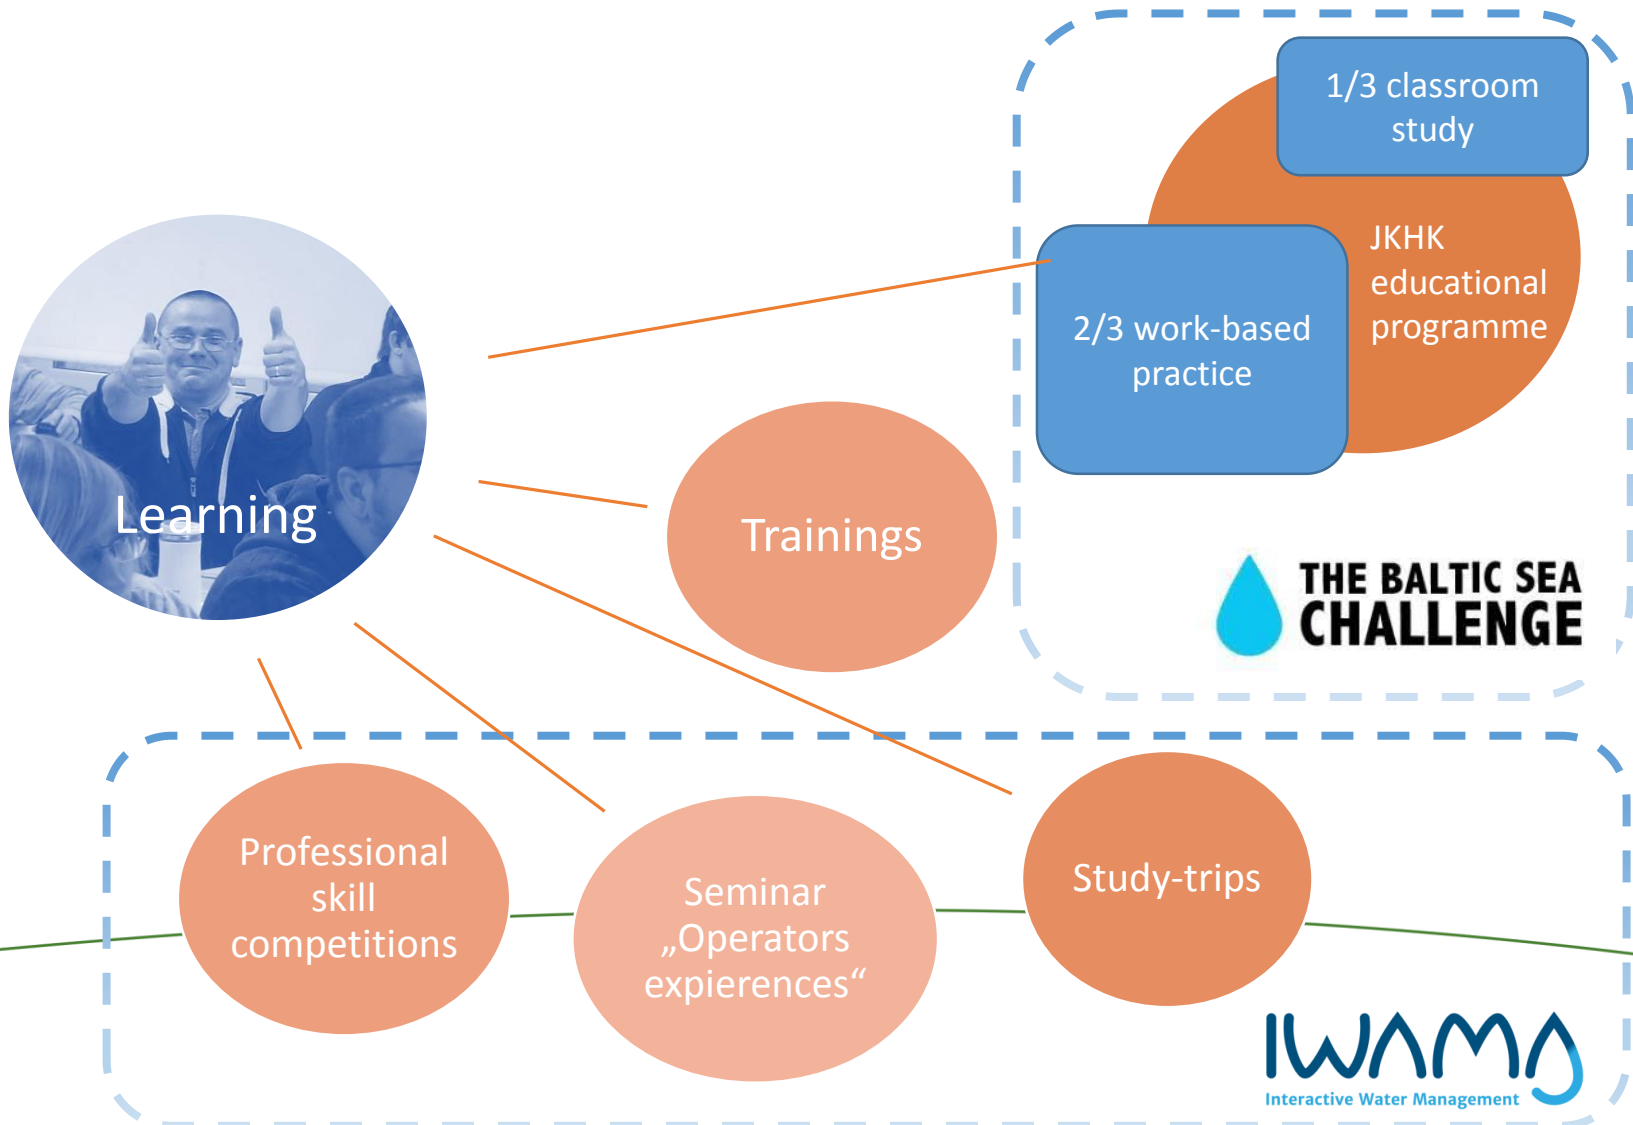 1/3 classroom
study
JKHK
educational
programme
2/3 work-based
practice
Learning
Trainings
THE BALTIC SEA
CHALLENGE
Professional
skill
competitions
Seminar
„Operators
expierences“
Study-trips
IWAMA
Interactive Water Management